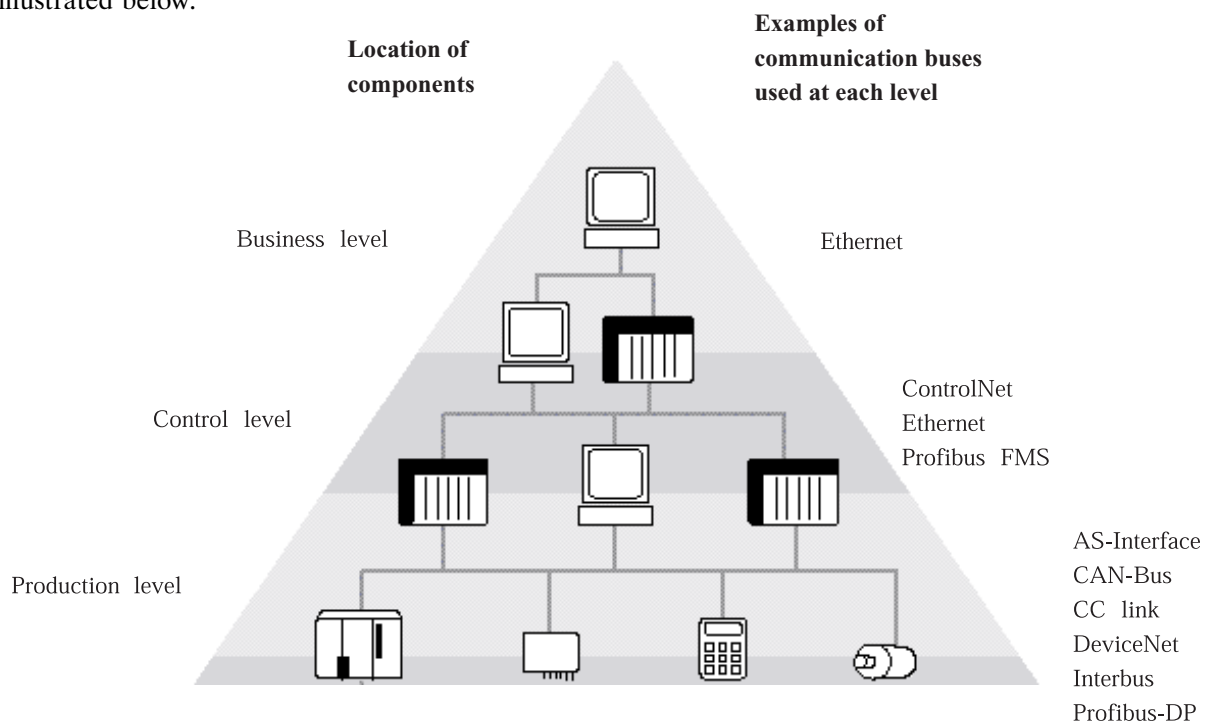 illustrated below.
Location of
components
Examples of
communication buses
used at each level
Business level
Ethernet
Control level
ControlNet
Ethernet
Profibus FMS
Production level
AS-Interface
CAN-Bus
CC link
DeviceNet
Interbus
Profibus-DP